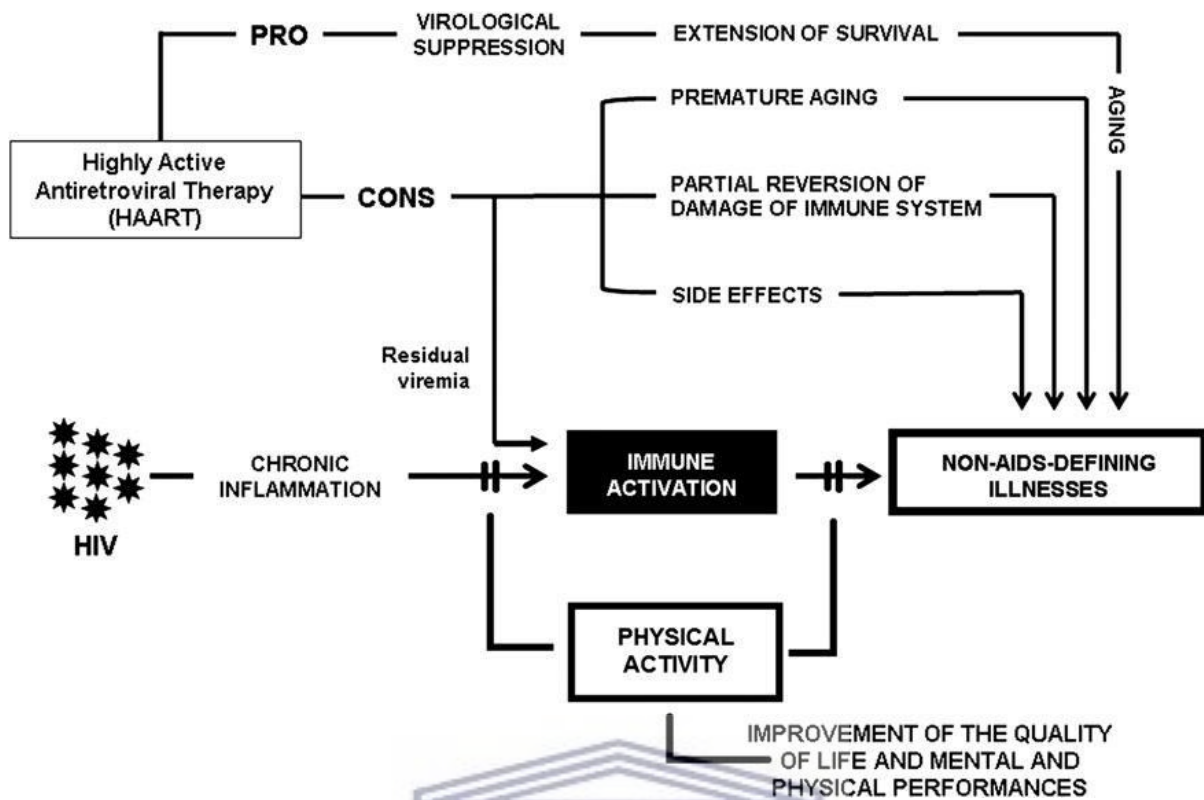 PRO
VIROLOGICAL
SUPPRESSION
EXTENSION OF SURVIVAL
AGING
PREMATURE AGING
Highly Active
Antiretroviral Therapy
(HAART)
CONS
PARTIAL REVERSION OF
DAMAGE OF IMMUNE SYSTEM
SIDE EFFECTS
Residual
viremia
HIV
CHRONIC
INFLAMMATION
IMMUNE
ACTIVATION
NON-AIDS-DEFINING
ILLNESSES
PHYSICAL
ACTIVITY
IMPROVEMENT OF THE QUALITY
OF LIFE AND MENTAL AND
PHYSICAL PERFORMANCES